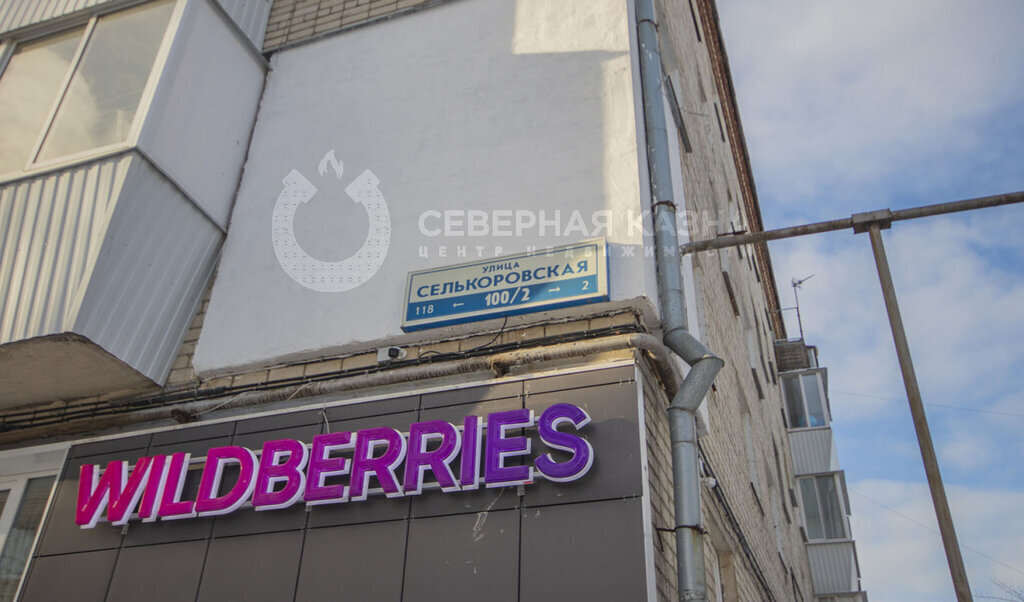 СЕВЕРНАЯ КАЗНА
ЦЕНТР НЕДВИЖИМОСТИ
УЛИЦА
СЕЛЬКОРОВСКАЯ
118 ← 100/2 → 2
WILDBERRIES